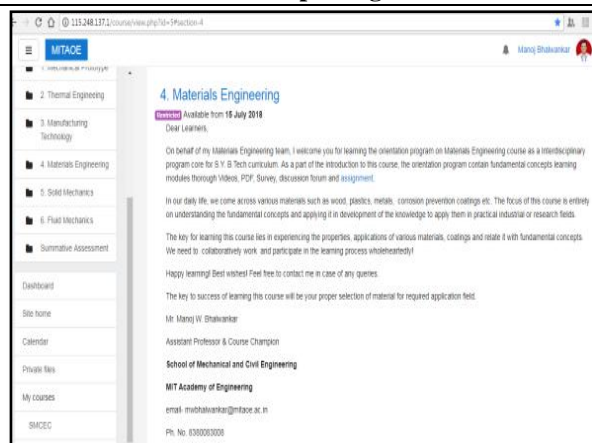 115.248.137.1/course/view.php?id=5#section-4
MITAOE
Manoj Bhalwankar
1. Mechanical Prototype
2. Thermal Engineering
3. Manufacturing
Technology
4. Materials Engineering
5. Solid Mechanics
6. Fluid Mechanics
Summative Assessment
Dashboard
Site home
Calendar
Private files
My courses
SMCEC
4. Materials Engineering
Restricted Available from 15 July 2018
Dear Learners,
On behalf of my Materials Engineering team, I welcome you for learning the orientation program on Materials Engineering course as a Interdisciplinary
program core for S.Y. B.Tech curriculum. As a part of the introduction to this course, the orientation program contain fundamental concepts learning
modules thorough Videos, PDF, Survey, discussion forum and assignment.
In our daily life, we come across various materials such as wood, plastics, metals, corrosion prevention coatings etc. The focus of this course is entirely
on understanding the fundamental concepts and applying it in development of the knowledge to apply them in practical industrial or research fields.
The key for learning this course lies in experiencing the properties, applications of various materials, coatings and relate it with fundamental concepts.
We need to collaboratively work and participate in the learning process wholeheartedly!
Happy learning! Best wishes! Feel free to contact me in case of any queries.
The key to success of learning this course will be your proper selection of material for required application field.
Mr. Manoj W. Bhalwankar
Assistant Professor & Course Champion
School of Mechanical and Civil Engineering
MIT Academy of Engineering
email- mwbhalwankar@mitaoe.ac.in
Ph. No. 8380083008